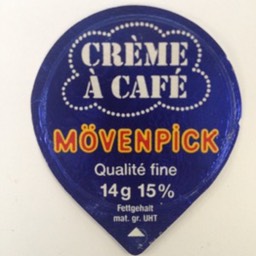 CRÈME
À CAFÉ
MÖVENPiCK
Qualité fine
14g 15%
Fettgehalt
mat. gr. UHT